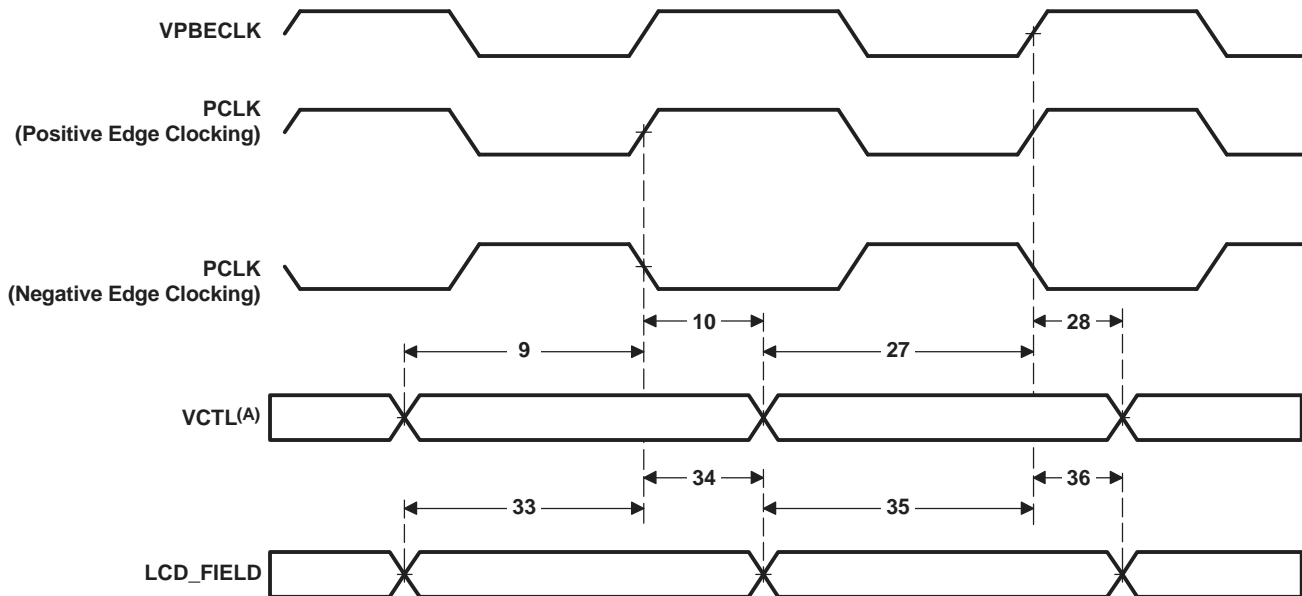 VPBECLK
PCLK
(Positive Edge Clocking)
PCLK
(Negative Edge Clocking)
10
28
9
27
VCTL(A)
34
36
33
35
LCD_FIELD